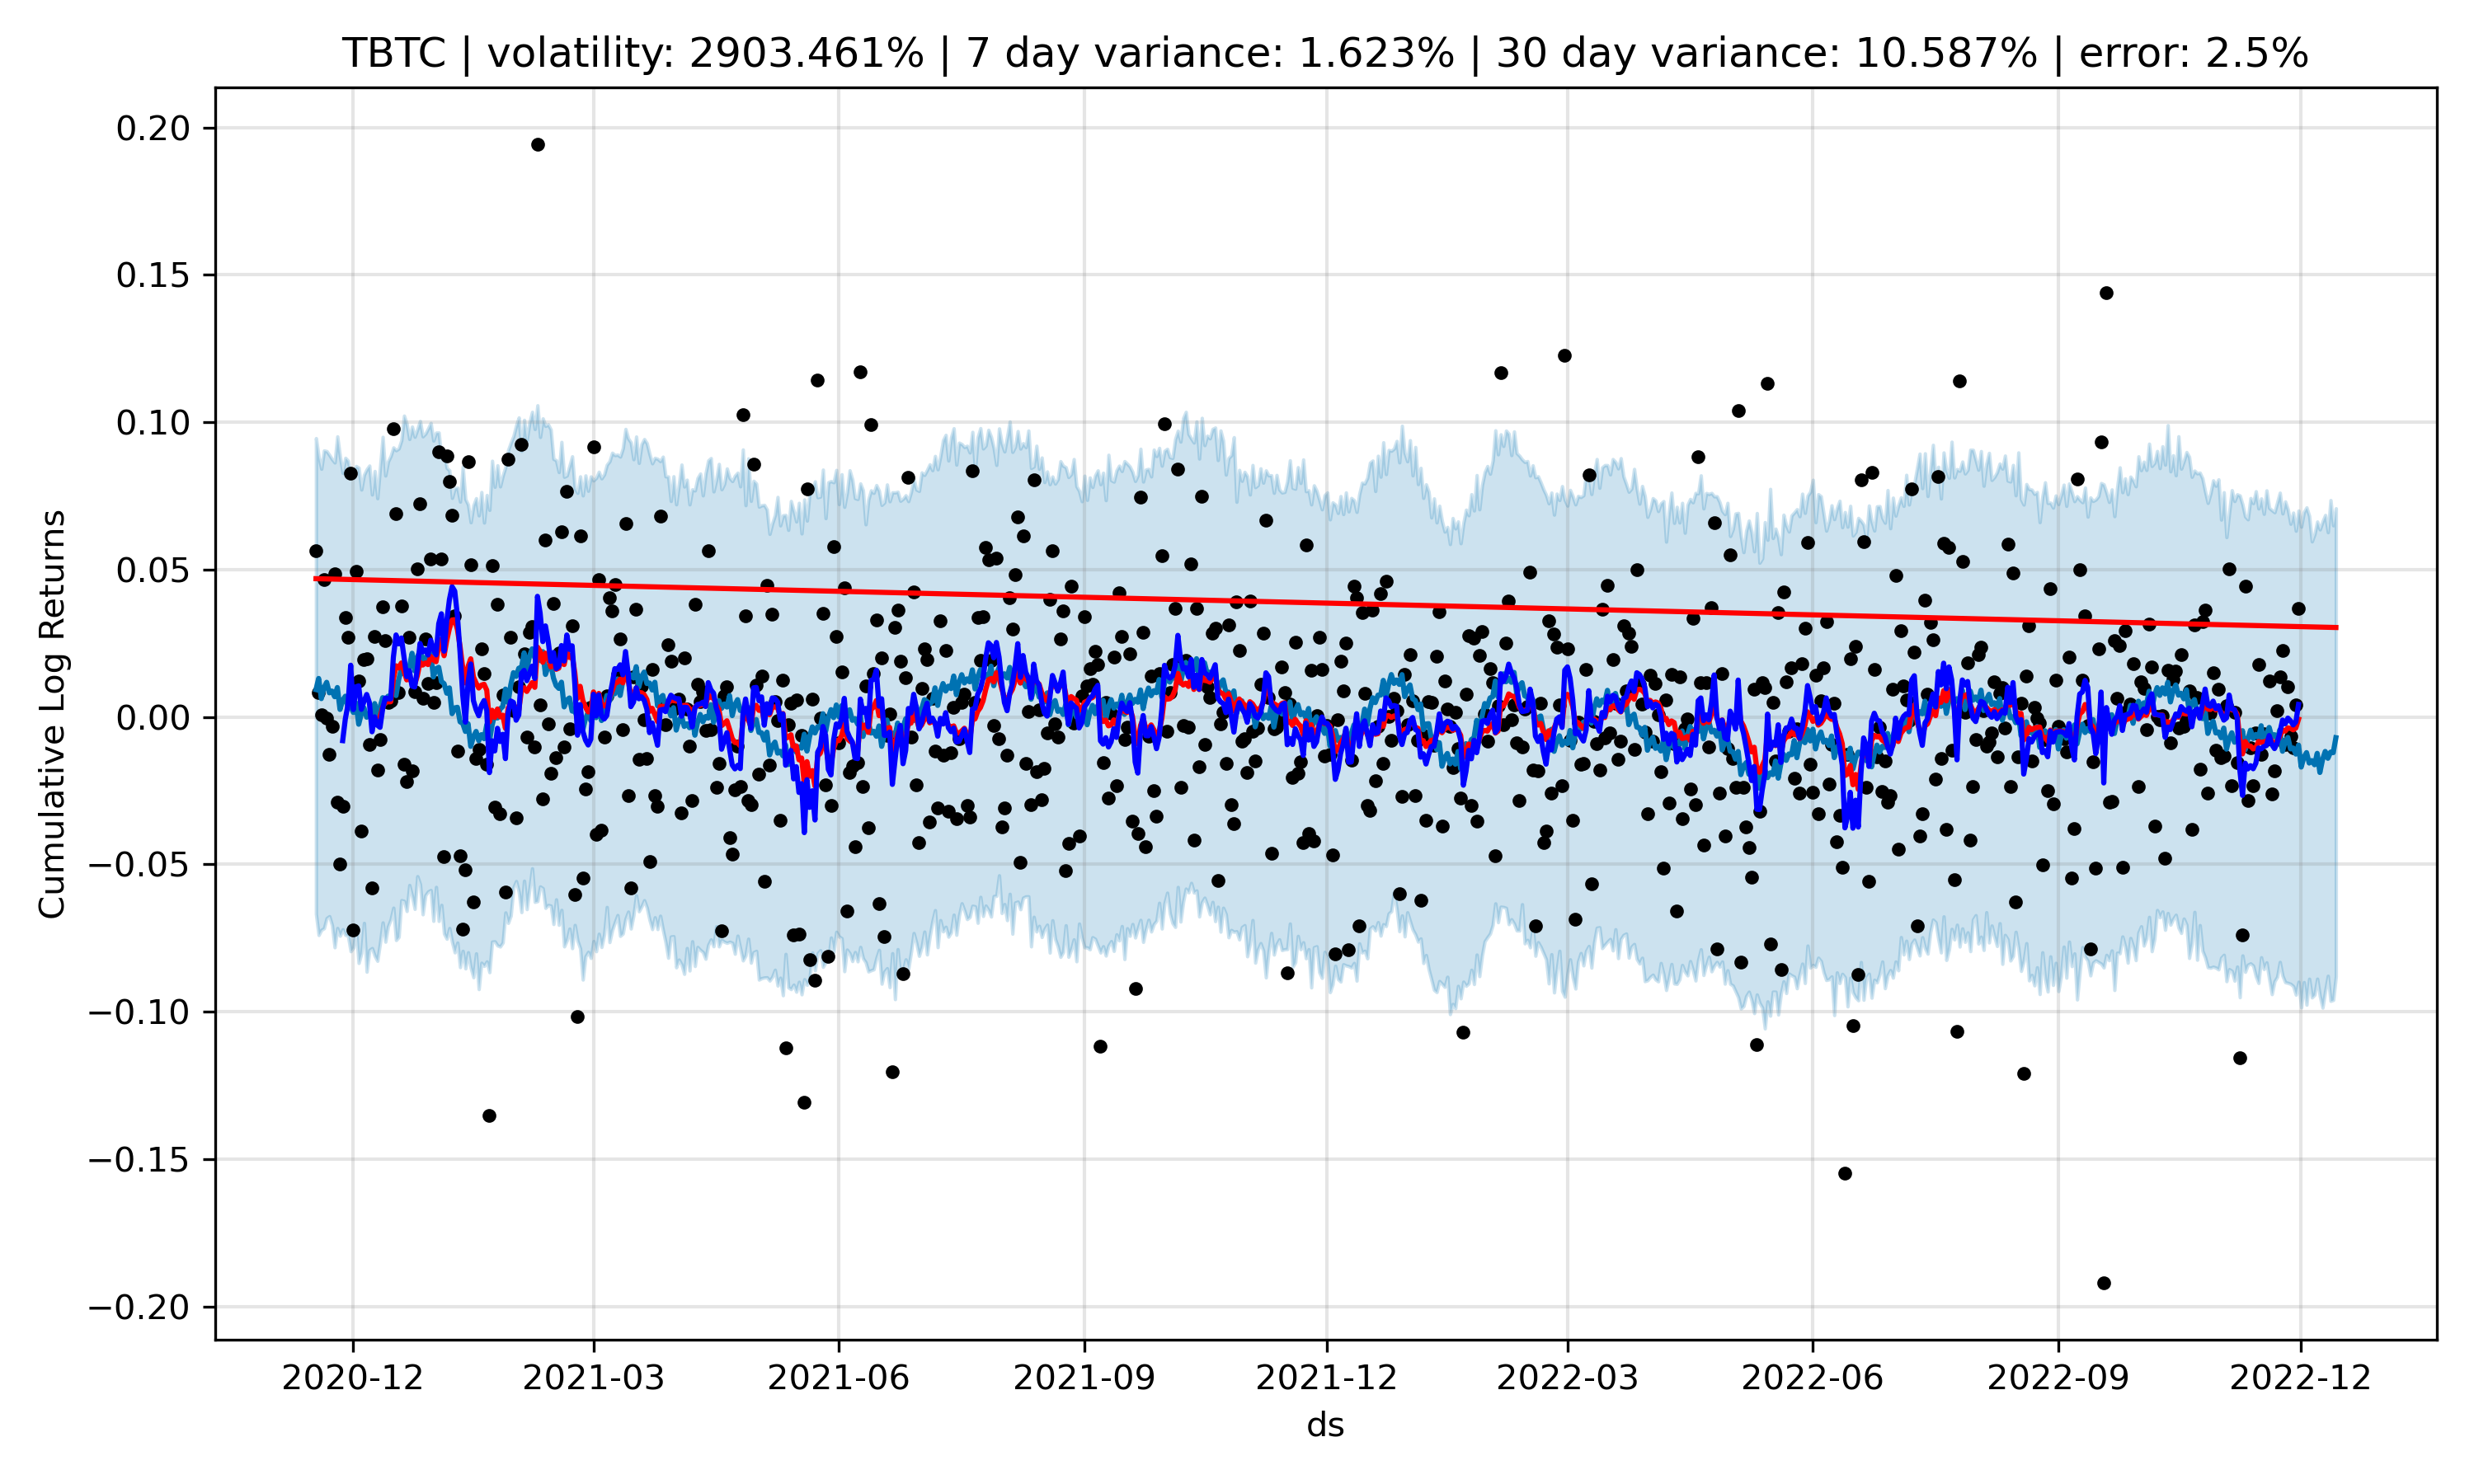 TBTC | volatility: 2903.461% | 7 day variance: 1.623% | 30 day variance: 10.587% | error: 2.5%
0.20
0.15
0.10
0.05
0.00
−0.05
−0.10
−0.15
−0.20
Cumulative Log Returns
2020-12 2021-03 2021-06 2021-09 2021-12 2022-03 2022-06 2022-09 2022-12
ds